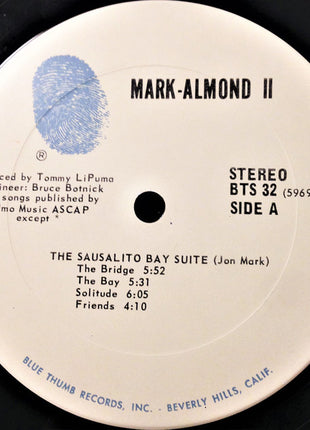 MARK-ALMOND II
®
ced by Tommy LiPuma
ineer: Bruce Botnick
songs published by
mo Music ASCAP
except *
STEREO
BTS 32 (5969
SIDE A
THE SAUSALITO BAY SUITE (Jon Mark)
The Bridge 5:52
The Bay 5:31
Solitude 6:05
Friends 4:10
BLUE THUMB RECORDS, INC. - BEVERLY HILLS, CALIF.